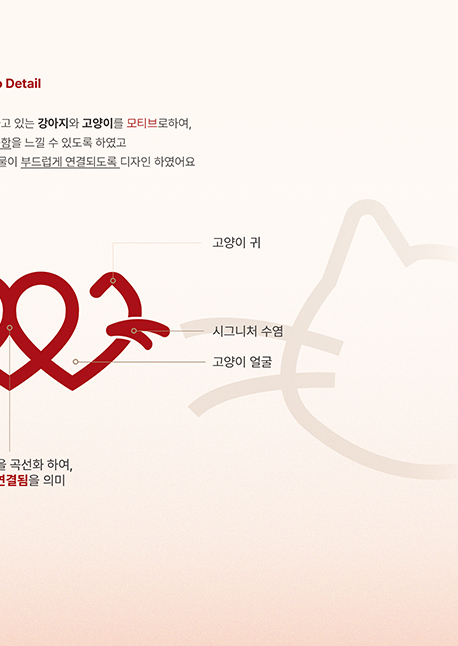 Detail
고 있는 강아지와 고양이를 모티브로하여,
함을 느낄 수 있도록 하였고
물이 부드럽게 연결되도록 디자인 하였어요
고양이 귀
시그니처 수염
고양이 얼굴
을 곡선화 하여,
연결됨을 의미